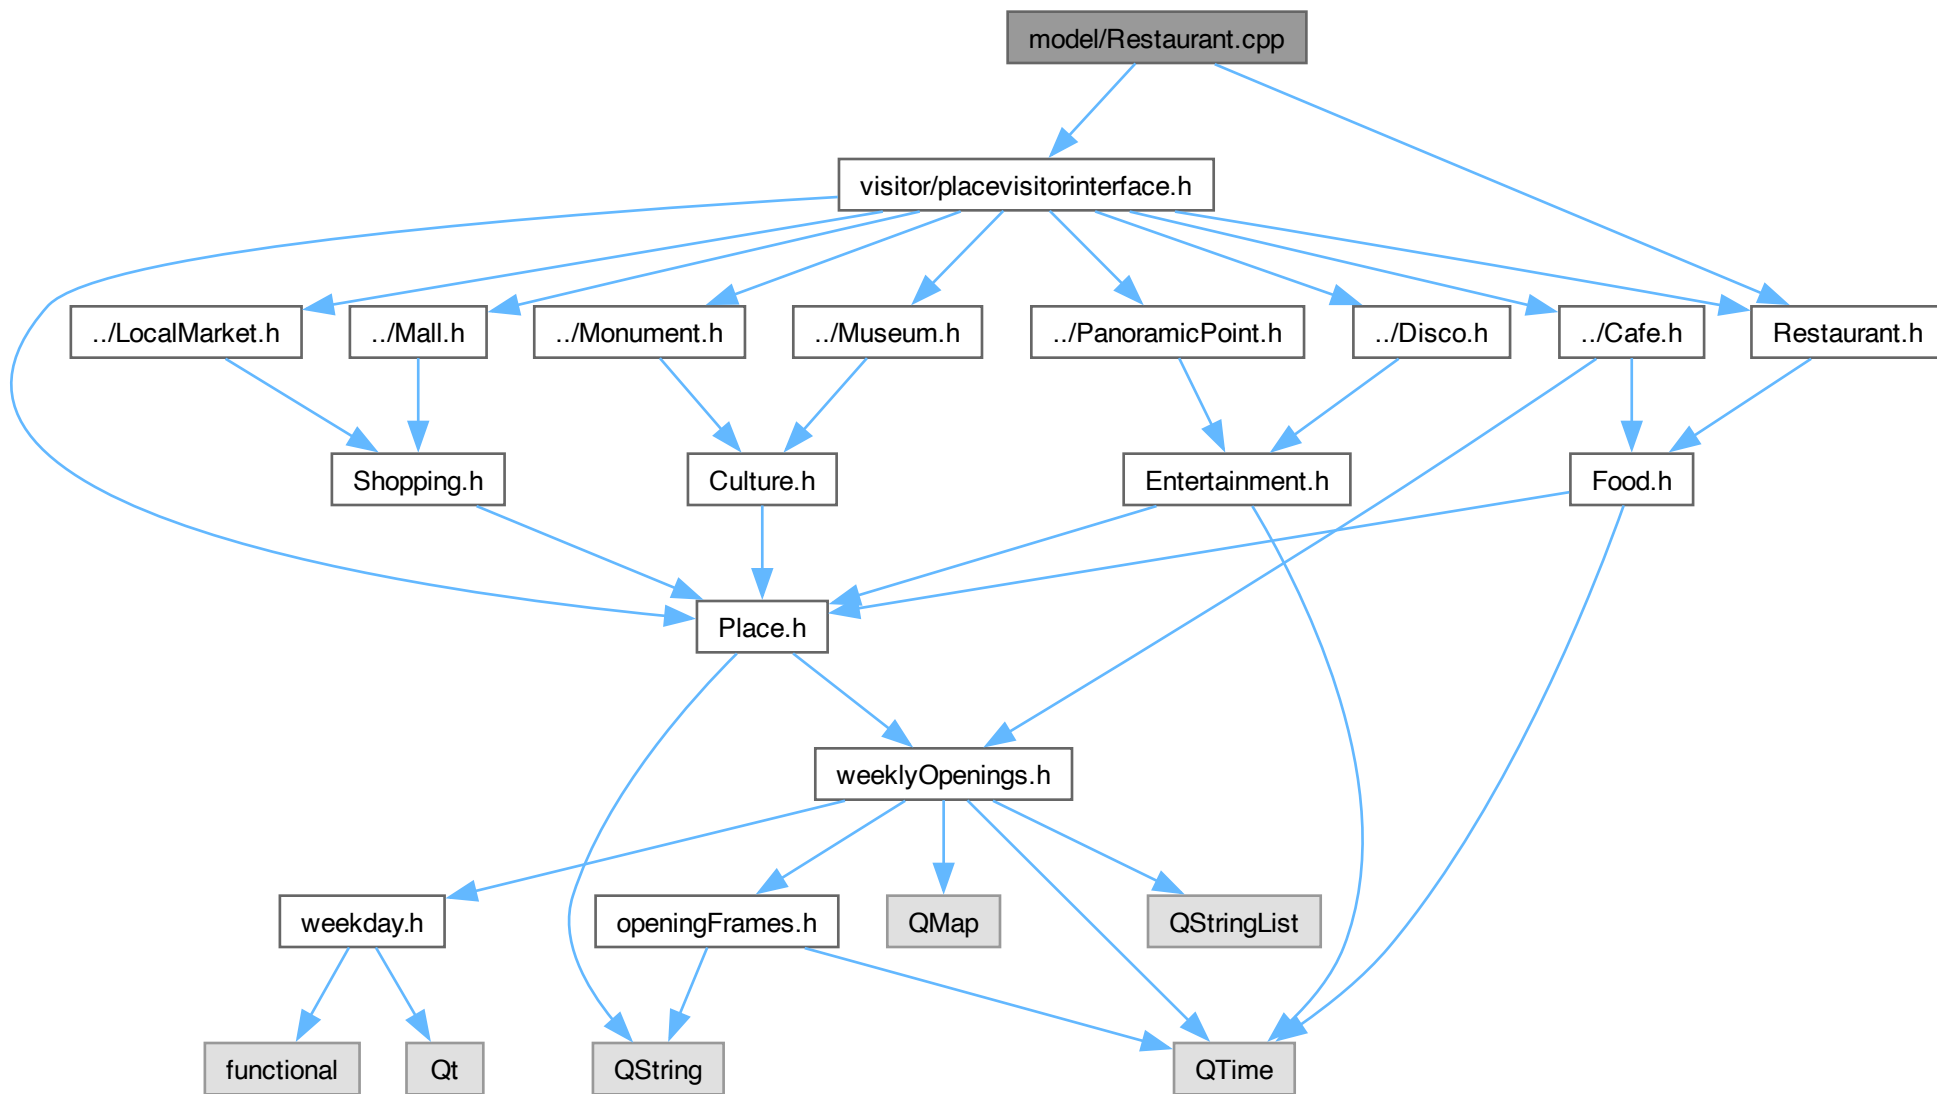 model/Restaurant.cpp
visitor/placevisitorinterface.h
../LocalMarket.h
../Mall.h
../Monument.h
../Museum.h
../PanoramicPoint.h
../Disco.h
../Cafe.h
Restaurant.h
Shopping.h
Culture.h
Entertainment.h
Food.h
Place.h
weeklyOpenings.h
weekday.h
openingFrames.h
QMap
QStringList
functional
Qt
QString
QTime